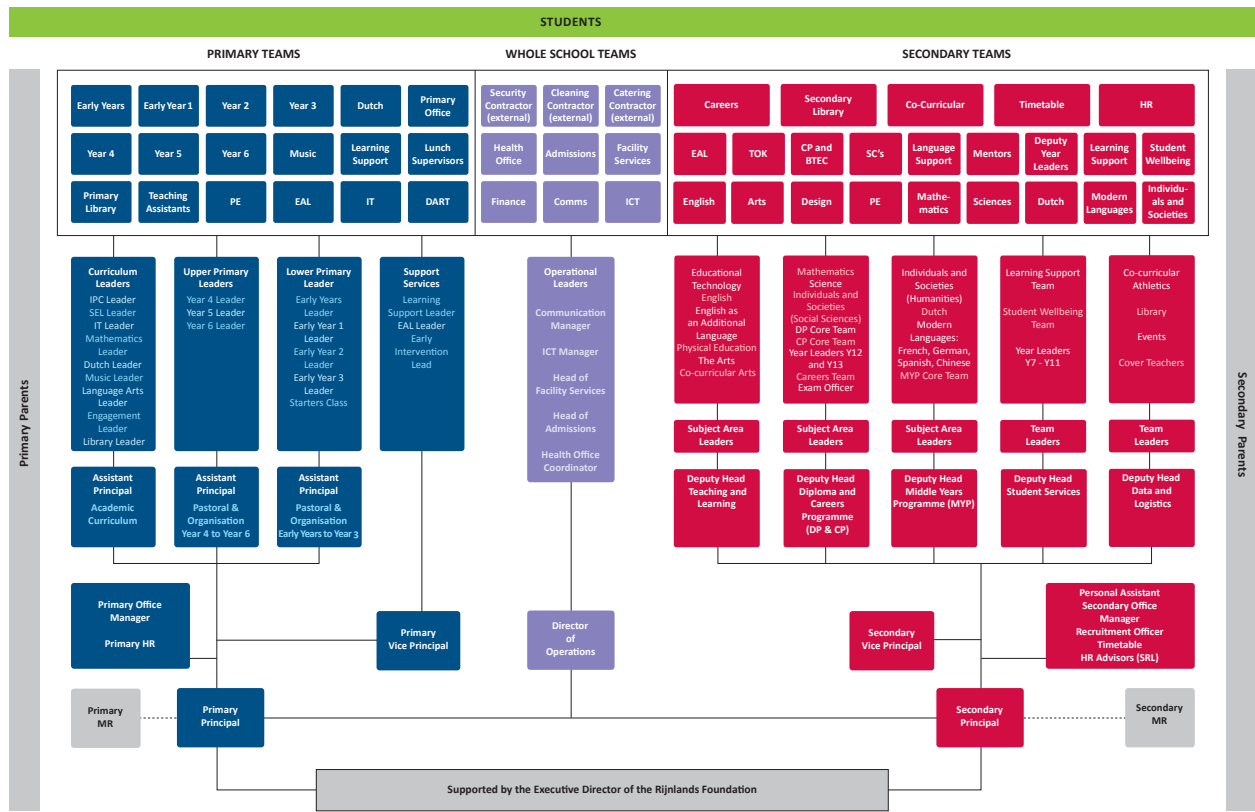 STUDENTS
PRIMARY TEAMS
WHOLE SCHOOL TEAMS
SECONDARY TEAMS
Primary Parents
Early Years
Early Year 1
Year 2
Year 3
Dutch
Primary
Office
Year 4
Year 5
Year 6
Music
Learning
Support
Lunch
Supervisors
Primary
Library
Teaching
Assistants
PE
EAL
IT
DART
Security
Contractor
(external)
Cleaning
Contractor
(external)
Catering
Contractor
(external)
Health
Office
Admissions
Facility
Services
Finance
Comms
ICT
Careers
Secondary
Library
Co-Curricular
Timetable
HR
EAL
TOK
CP and
BTEC
SC's
Language
Support
Mentors
Deputy
Year
Leaders
Learning
Support
Student
Wellbeing
English
Arts
Design
PE
Mathe-
matics
Sciences
Dutch
Modern
Languages
Individu-
als and
Societies
Curriculum
Leaders
IPC Leader
SEL Leader
IT Leader
Mathematics
Leader
Dutch Leader
Music Leader
Language Arts
Leader
Engagement
Leader
Library Leader
Upper Primary
Leaders
Year 4 Leader
Year 5 Leader
Year 6 Leader
Lower Primary
Leader
Early Years
Leader
Early Year 1
Leader
Early Year 2
Leader
Early Year 3
Leader
Starters Class
Support
Services
Learning
Support Leader
EAL Leader
Early
Intervention
Lead
Operational
Leaders
Communication
Manager
ICT Manager
Head of
Facility Services
Head of
Admissions
Health Office
Coordinator
Educational
Technology
English
English as
an Additional
Language
Physical Education
The Arts
Co-curricular Arts
Mathematics
Science
Individuals and
Societies
(Social Sciences)
DP Core Team
CP Core Team
Year Leaders Y12
and Y13
Careers Team
Exam Officer
Individuals and
Societies
(Humanities)
Dutch
Modern
Languages:
French, German,
Spanish, Chinese
MYP Core Team
Learning Support
Team
Student Wellbeing
Team
Year Leaders
Y7 - Y11
Co-curricular
Athletics
Library
Events
Cover Teachers
Subject Area
Leaders
Subject Area
Leaders
Subject Area
Leaders
Team
Leaders
Team
Leaders
Assistant
Principal
Academic
Curriculum
Assistant
Principal
Pastoral &
Organisation
Year 4 to Year 6
Assistant
Principal
Pastoral &
Organisation
Early Years to Year 3
Deputy Head
Teaching and
Learning
Deputy Head
Diploma and
Careers
Programme
(DP & CP)
Deputy Head
Middle Years
Programme (MYP)
Deputy Head
Student Services
Deputy Head
Data and
Logistics
Primary Office
Manager
Primary HR
Primary
Vice Principal
Director
of
Operations
Secondary
Vice Principal
Personal Assistant
Secondary Office
Manager
Recruitment Officer
Timetable
HR Advisors (SRL)
Primary
MR
Primary
Principal
Secondary
Principal
Secondary
MR
Supported by the Executive Director of the Rijnlands Foundation
Secondary Parents